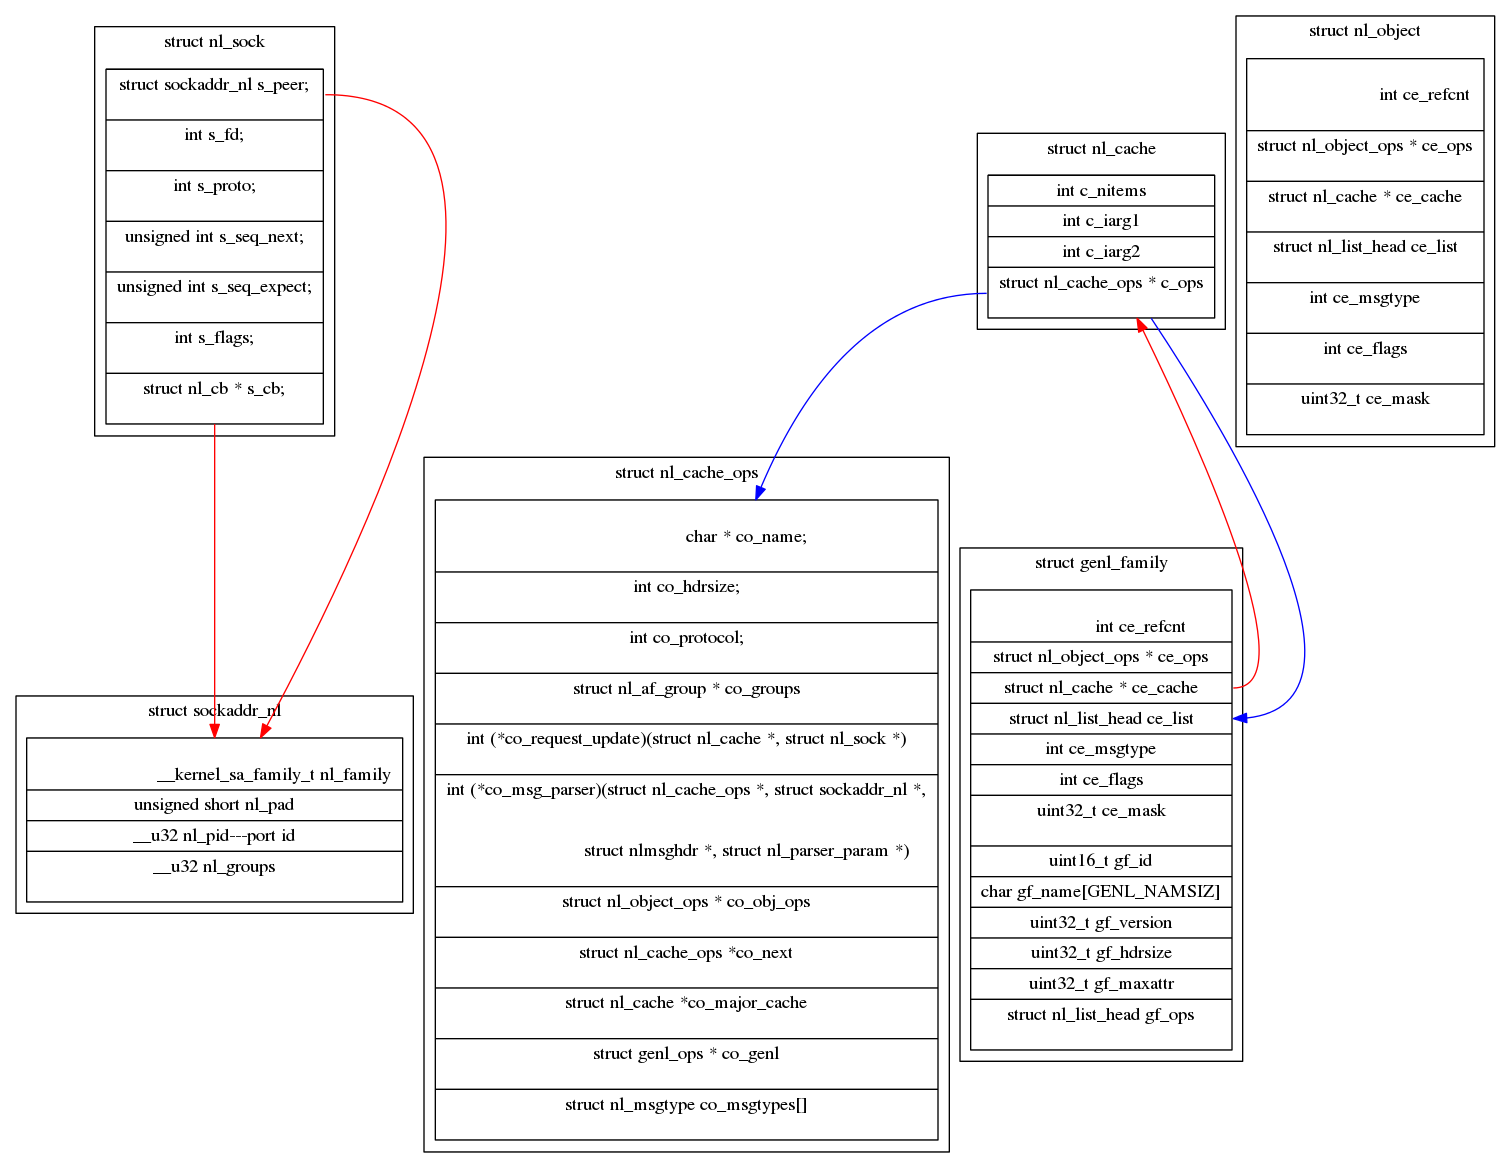 struct nl_sock
struct sockaddr_nl s_peer;
int s_fd;
int s_proto;
unsigned int s_seq_next;
unsigned int s_seq_expect;
int s_flags;
struct nl_cb * s_cb;
struct sockaddr_nl
__kernel_sa_family_t nl_family
unsigned short nl_pad
__u32 nl_pid---port id
__u32 nl_groups
struct nl_cache_ops
char * co_name;
int co_hdrsize;
int co_protocol;
struct nl_af_group * co_groups
int (*co_request_update)(struct nl_cache *, struct nl_sock *)
int (*co_msg_parser)(struct nl_cache_ops *, struct sockaddr_nl *,
struct nlmsghdr *, struct nl_parser_param *)
struct nl_object_ops * co_obj_ops
struct nl_cache_ops *co_next
struct nl_cache *co_major_cache
struct genl_ops * co_genl
struct nl_msgtype co_msgtypes[]
struct nl_cache
int c_nitems
int c_iarg1
int c_iarg2
struct nl_cache_ops * c_ops
struct genl_family
int ce_refcnt
struct nl_object_ops * ce_ops
struct nl_cache * ce_cache
struct nl_list_head ce_list
int ce_msgtype
int ce_flags
uint32_t ce_mask
uint16_t gf_id
char gf_name[GENL_NAMSIZ]
uint32_t gf_version
uint32_t gf_hdrsize
uint32_t gf_maxattr
struct nl_list_head gf_ops
struct nl_object
int ce_refcnt
struct nl_object_ops * ce_ops
struct nl_cache * ce_cache
struct nl_list_head ce_list
int ce_msgtype
int ce_flags
uint32_t ce_mask